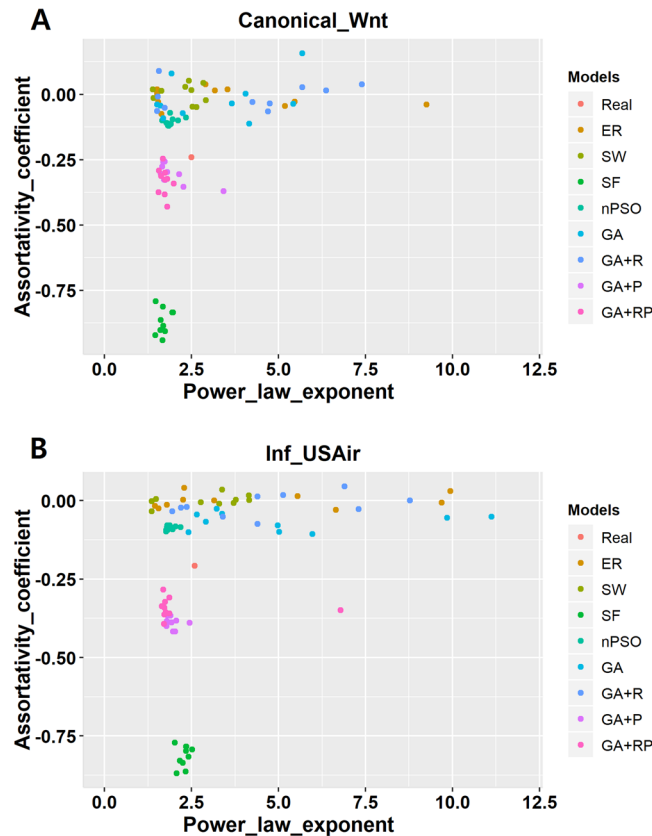 A
Canonical_Wnt
Assortativity_coefficient
0.00
-0.25
-0.50
-0.75
0.0 2.5 5.0 7.5 10.0 12.5
Power_law_exponent
Models
Real
ER
SW
SF
nPSO
GA
GA+R
GA+P
GA+RP
B
Inf_USAir
Assortativity_coefficient
0.00
-0.25
-0.50
-0.75
0.0 2.5 5.0 7.5 10.0 12.5
Power_law_exponent
Models
Real
ER
SW
SF
nPSO
GA
GA+R
GA+P
GA+RP